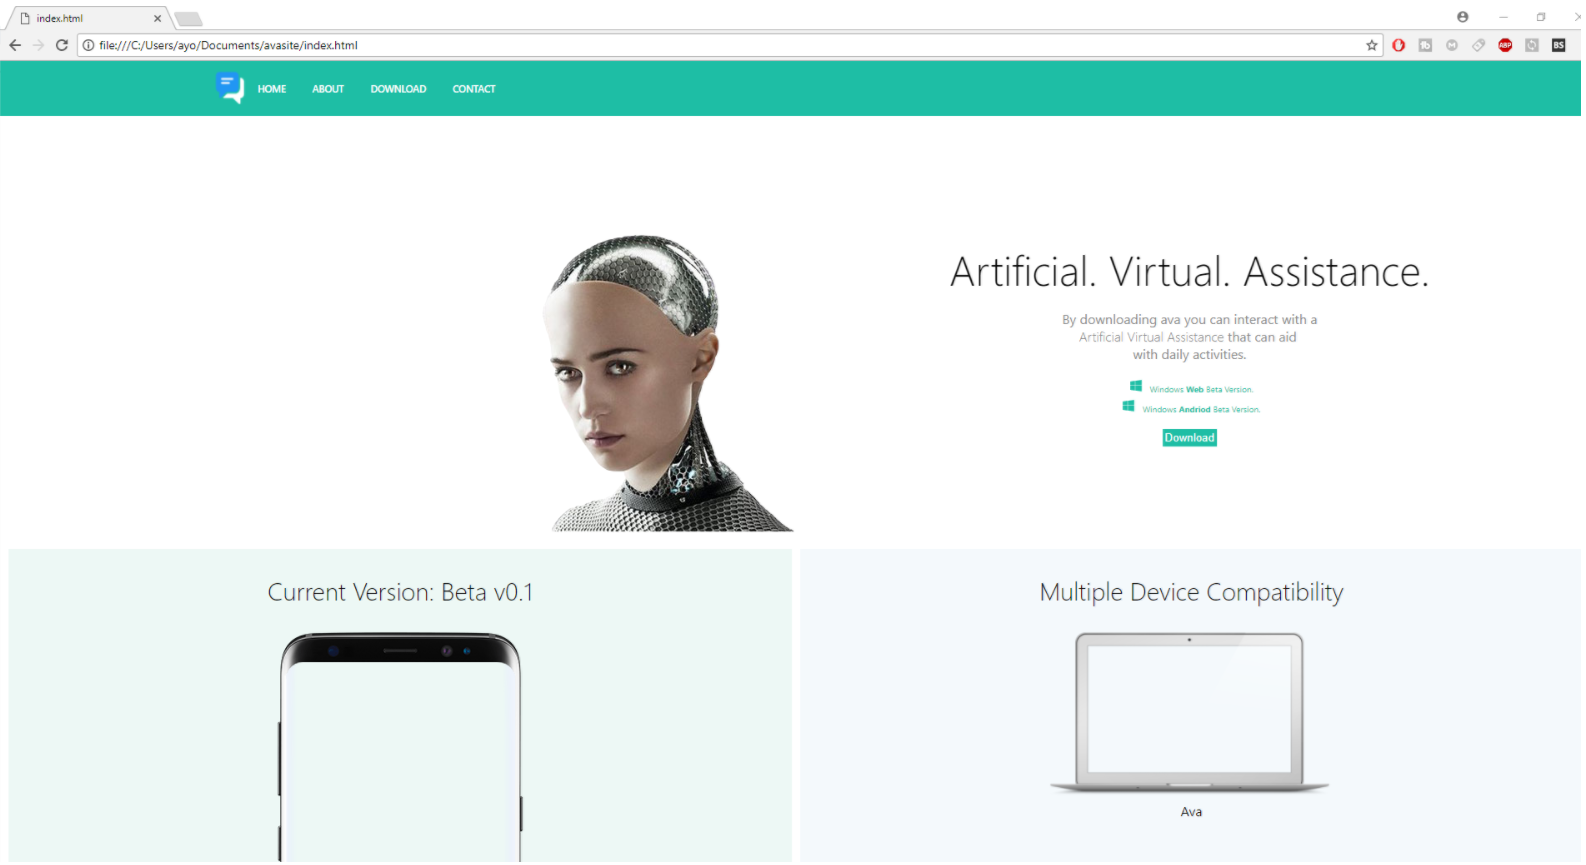 index.html
file:///C:/Users/ayo/Documents/avasite/index.html
ABP
BS
HOME ABOUT DOWNLOAD CONTACT
Artificial. Virtual. Assistance.
By downloading ava you can interact with a
Artificial Virtual Assistance that can aid
with daily activities.
Windows Web Beta Version.
Windows Andriod Beta Version.
Download
Current Version: Beta v0.1
Multiple Device Compatibility
Ava